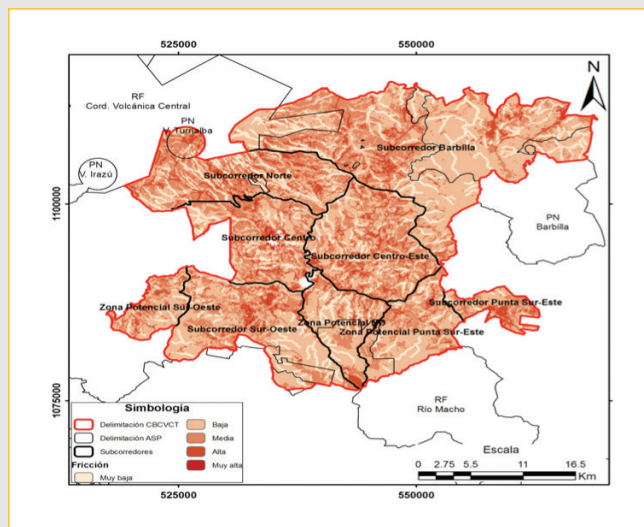 525000
550000
N
RF
Cord. Volcánica Central
PN
V. Turrialba
PN
V. Irazú
Subcorredor Barbilla
Subcorredor Norte
1100000
Subcorredor Centro
PN
Barbilla
Subcorredor Centro-Este
Zona Potencial Sur-Oeste
Subcorredor Punta Sur-Este
Subcorredor Sur-Oeste
Zona Potencial
Zona Potencial Punta Sur-Este
1075000
RF
Río Macho
Simbología
Delimitación CBCVCT
Delimitación ASP
Subcorredores
Fricción
Muy baja
Baja
Media
Alta
Muy alta
Escala
0 2.75 5.5 11 16.5
Km
525000
550000